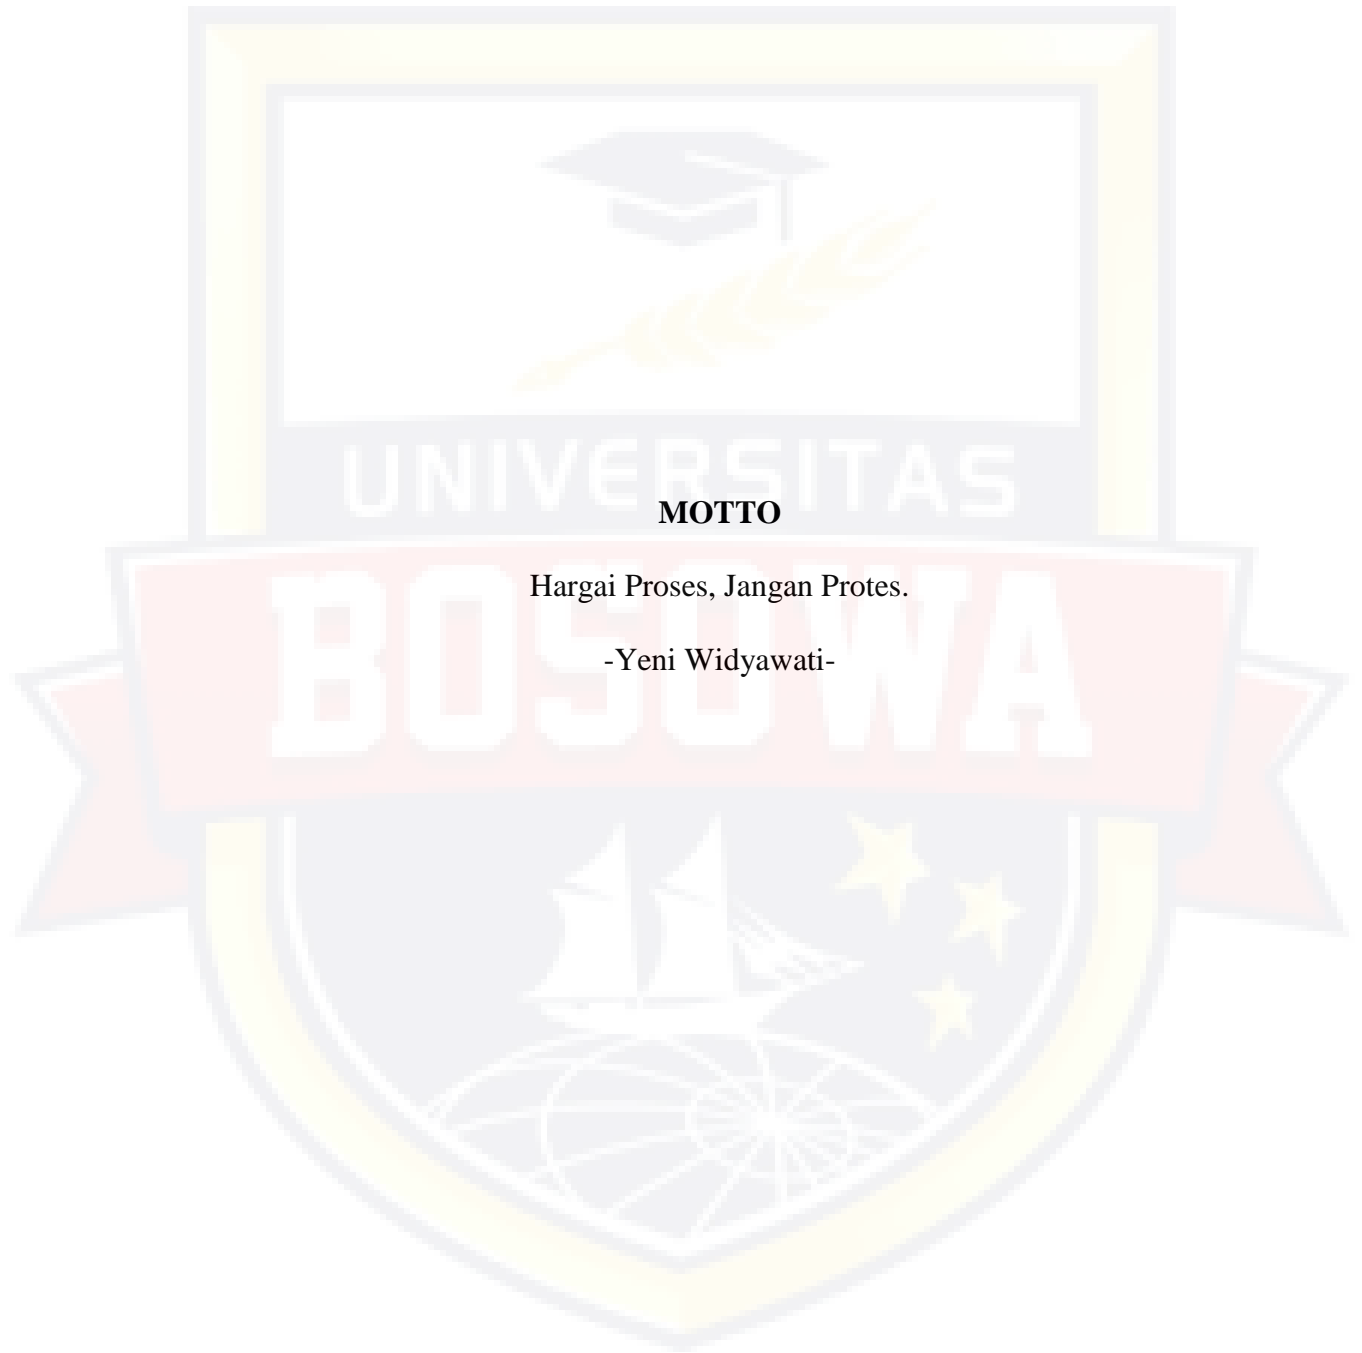 UNIVERSITAS
MOTTO
BOSOWA
Hargai Proses, Jangan Protes.
-Yeni Widyawati-